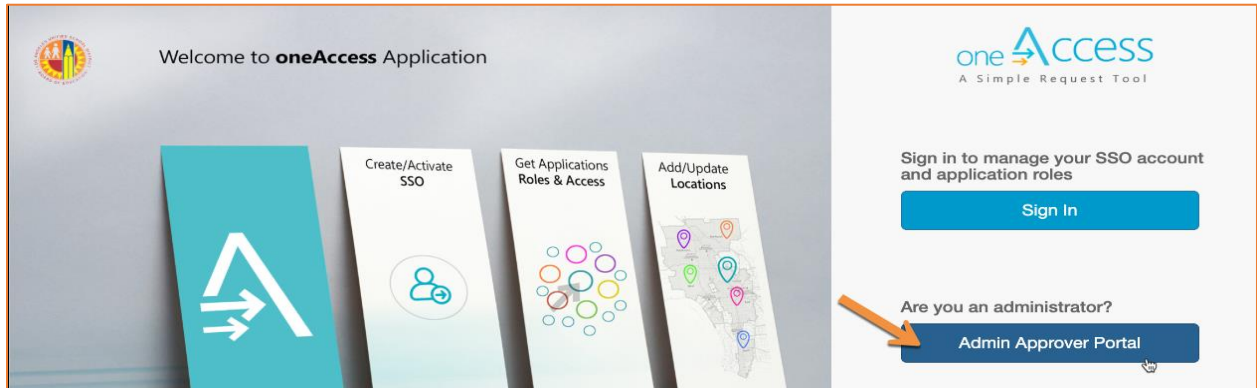 Welcome to oneAccess Application
Create/Activate
SSO
Get Applications
Roles & Access
Add/Update
Locations
one Access
A Simple Request Tool
Sign in to manage your SSO account
and application roles
Sign In
Are you an administrator?
Admin Approver Portal